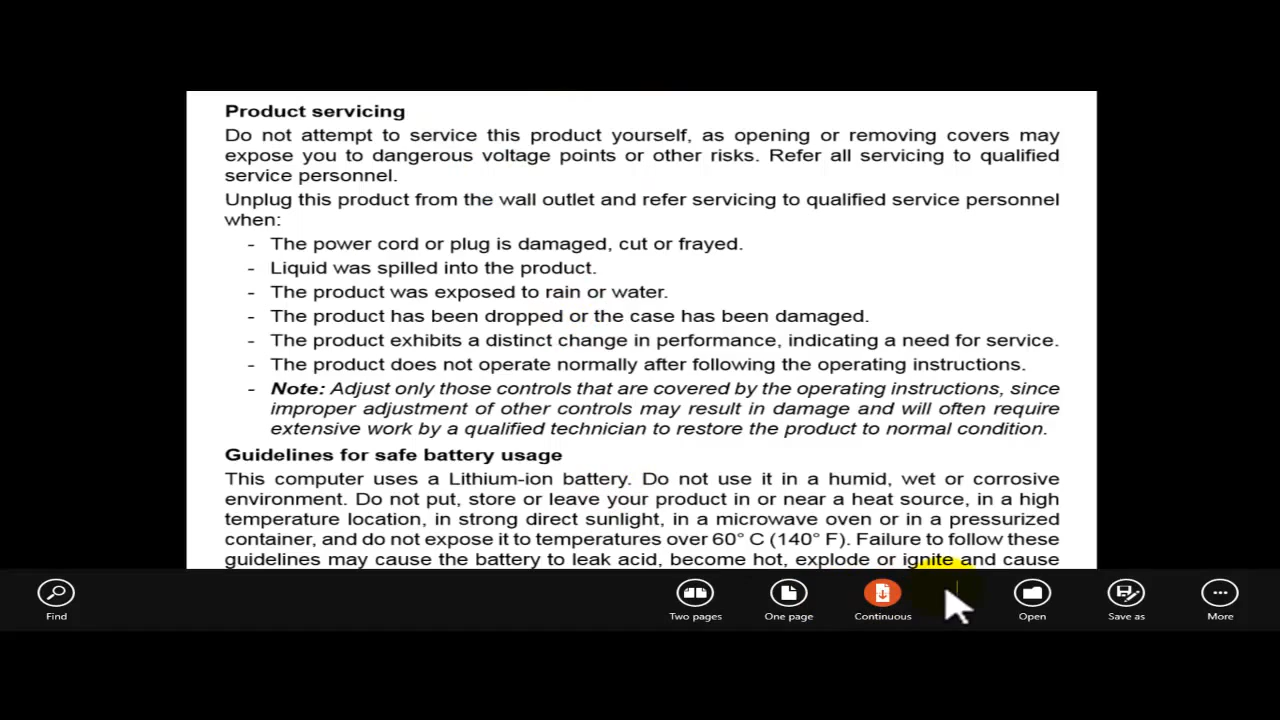 Product servicing
Do not attempt to service this product yourself, as opening or removing covers may
expose you to dangerous voltage points or other risks. Refer all servicing to qualified
service personnel.
Unplug this product from the wall outlet and refer servicing to qualified service personnel
when:
- The power cord or plug is damaged, cut or frayed.
- Liquid was spilled into the product.
- The product was exposed to rain or water.
- The product has been dropped or the case has been damaged.
- The product exhibits a distinct change in performance, indicating a need for service.
- The product does not operate normally after following the operating instructions.
- Note: Adjust only those controls that are covered by the operating instructions, since
improper adjustment of other controls may result in damage and will often require
extensive work by a qualified technician to restore the product to normal condition.
Guidelines for safe battery usage
This computer uses a Lithium-ion battery. Do not use it in a humid, wet or corrosive
environment. Do not put, store or leave your product in or near a heat source, in a high
temperature location, in strong direct sunlight, in a microwave oven or in a pressurized
container, and do not expose it to temperatures over 60° C (140° F). Failure to follow these
guidelines may cause the battery to leak acid, become hot, explode or ignite and cause
Find
Two pages
One page
Continuous
Open
Save as
More